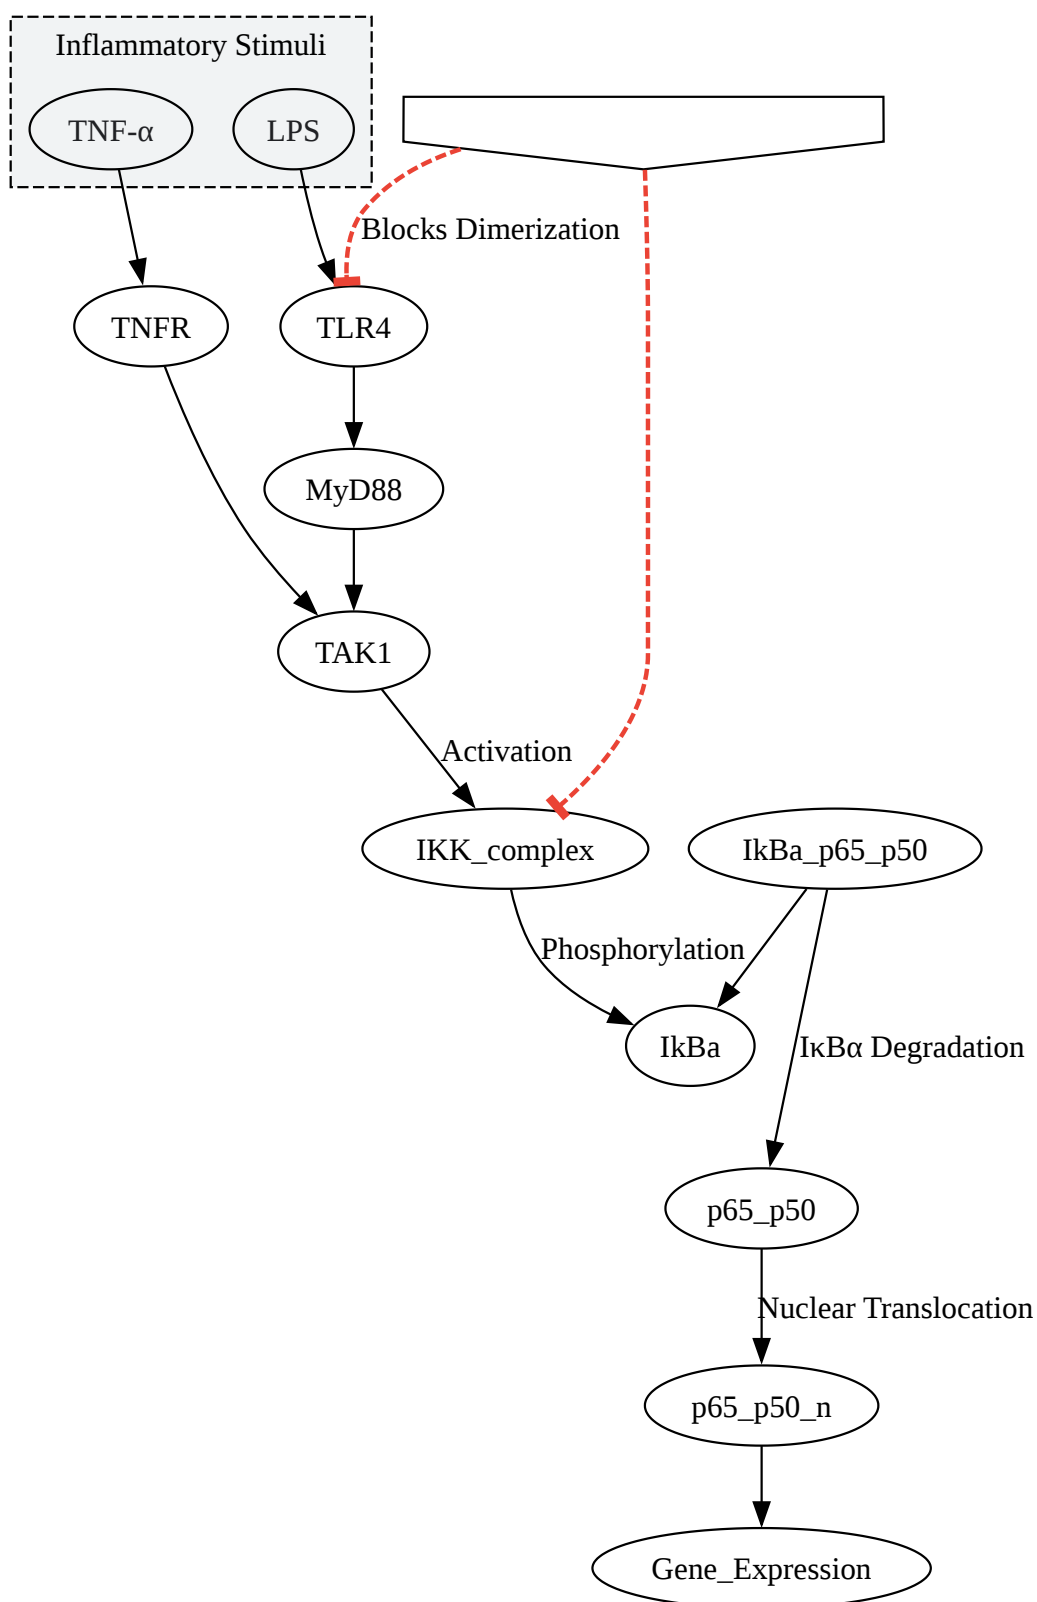 Inflammatory Stimuli
TNF-α
LPS
Blocks Dimerization
TNFR
TLR4
MyD88
TAK1
Activation
IKK_complex
IkBa_p65_p50
Phosphorylation
IkBa
IκBα Degradation
p65_p50
Nuclear Translocation
p65_p50_n
Gene_Expression